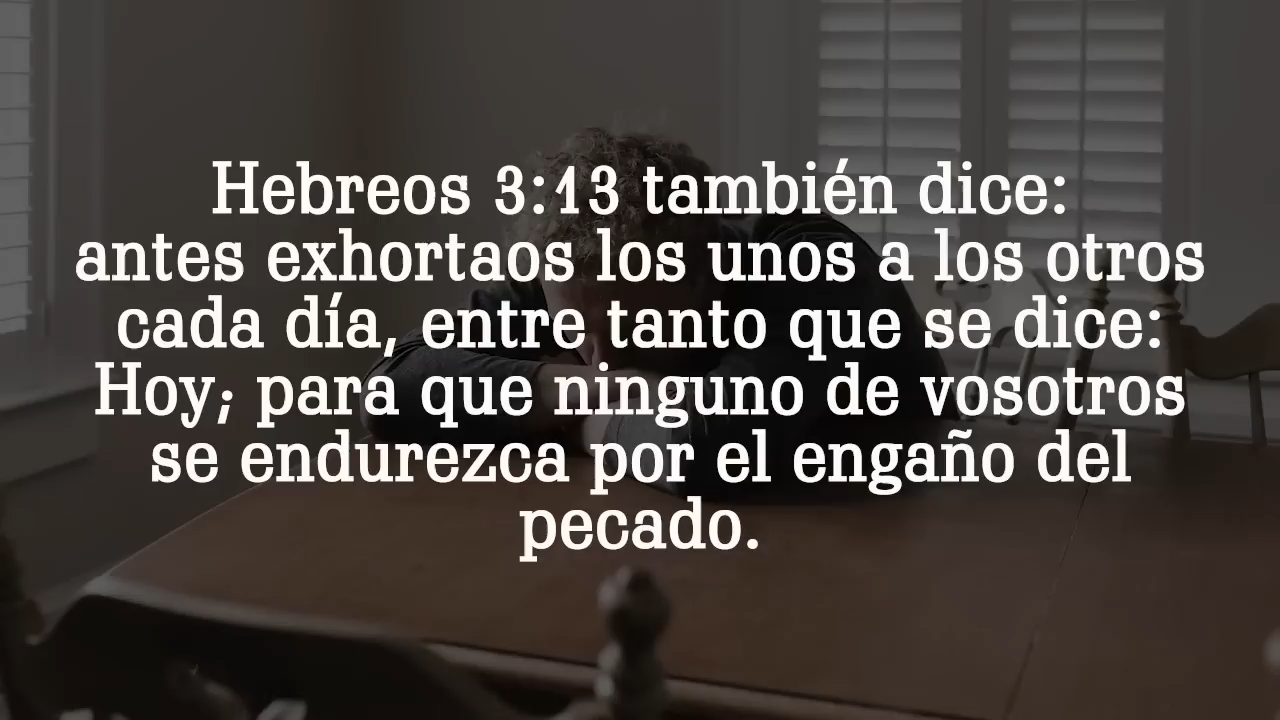 Hebreos 3:13 también dice:
antes exhortaos los unos a los otros
cada día, entre tanto que se dice:
Hoy; para que ninguno de vosotros
se endurezca por el engaño del
pecado.